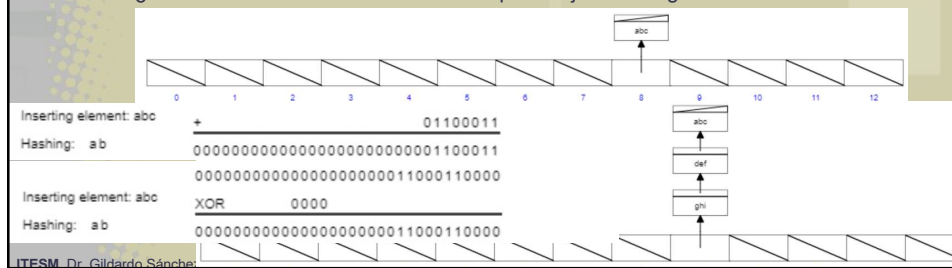 abc
0 1 2 3 4 5 6 7 8 9 10 11 12
Inserting element: abc
+ 01100011
Hashing: a b
00000000000000000000000001100011
00000000000000000000011000110000
Inserting element: abc
XOR 0000
Hashing: a b
00000000000000000000011000110000
abc
def
ghi
ITESM Dr. Gildardo